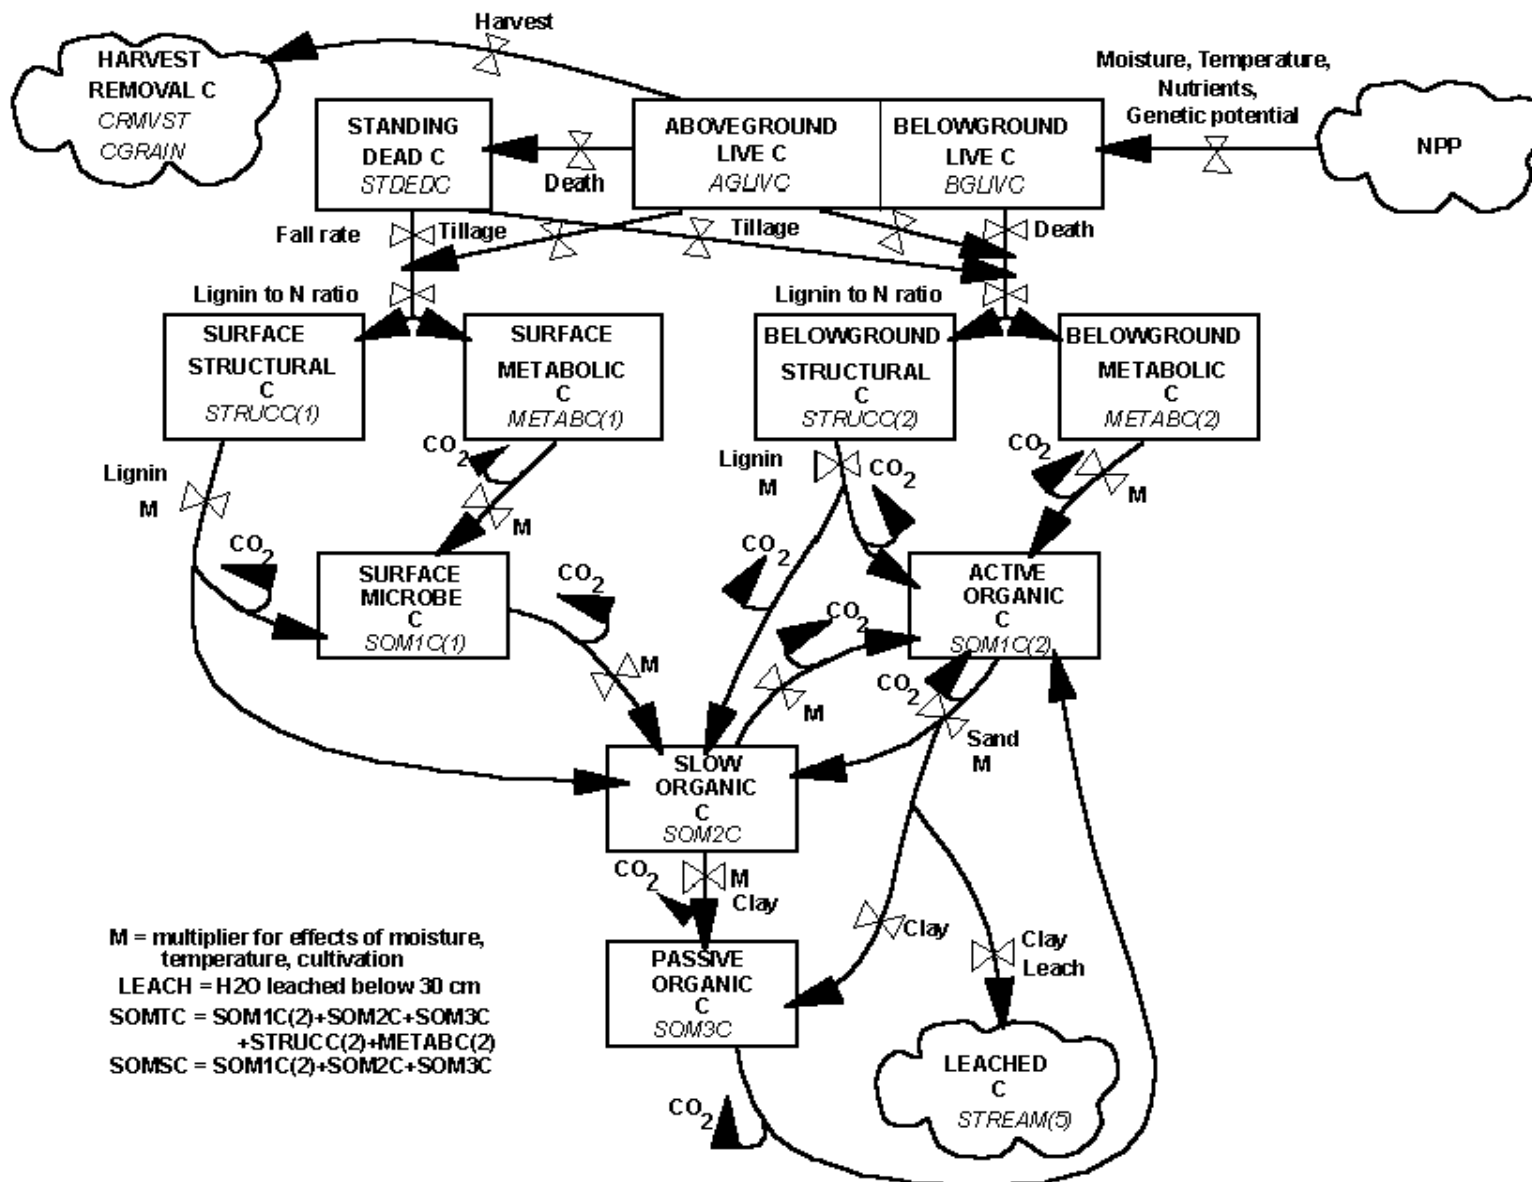 Harvest
HARVEST
REMOVAL C
CRMVST
CGRAIN
Moisture, Temperature,
Nutrients,
Genetic potential
NPP
STANDING
DEAD C
STDEDC
Death
ABOVEGROUND
LIVE C
AGLIVC
BELOWGROUND
LIVE C
BGLIVC
Fall rate
Tillage
Tillage
Death
Lignin to N ratio
Lignin to N ratio
SURFACE
STRUCTURAL
C
STRUCC(1)
SURFACE
METABOLIC
C
METABC(1)
BELOWGROUND
STRUCTURAL
C
STRUCC(2)
BELOWGROUND
METABOLIC
C
METABC(2)
Lignin
M
CO2
M
Lignin
M
CO2
CO2
M
CO2
SURFACE
MICROBE
C
SOM1C(1)
CO2
M
CO2
CO2
M
ACTIVE
ORGANIC
C
SOM1C(2)
CO2
Sand
M
SLOW
ORGANIC
C
SOM2C
CO2
M
Clay
Clay
Clay
Leach
PASSIVE
ORGANIC
C
SOM3C
CO2
LEACHED
C
STREAM(5)
M = multiplier for effects of moisture,
temperature, cultivation
LEACH = H2O leached below 30 cm
SOMTC = SOM1C(2)+SOM2C+SOM3C
+STRUCC(2)+METABC(2)
SOMSC = SOM1C(2)+SOM2C+SOM3C